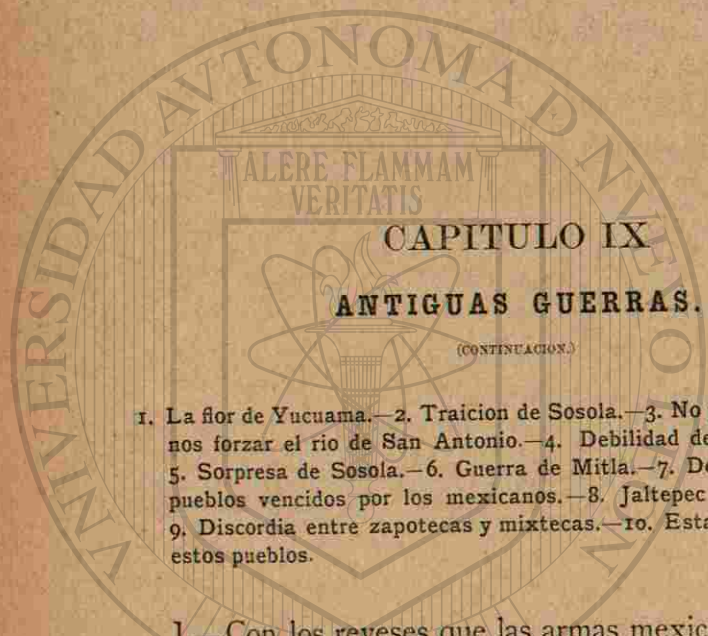 UNIVERSIDAD AUTONOMA DE NUEVO LEON
ALERE FLAMMAM
VERITATIS
CAPITULO IX
ANTIGUAS GUERRAS.
(CONTINUACION.)
1. La flor de Yucuama.—2. Traicion de Sosola.—3. No
nos forzar el rio de San Antonio.—4. Debilidad de
5. Sorpresa de Sosola.—6. Guerra de Mitla.—7. De
pueblos vencidos por los mexicanos.—8. Jaltepec
9. Discordia entre zapotecas y mixtecas.—10. Esta
estos pueblos.
1. Con los reveses que las armas mexic